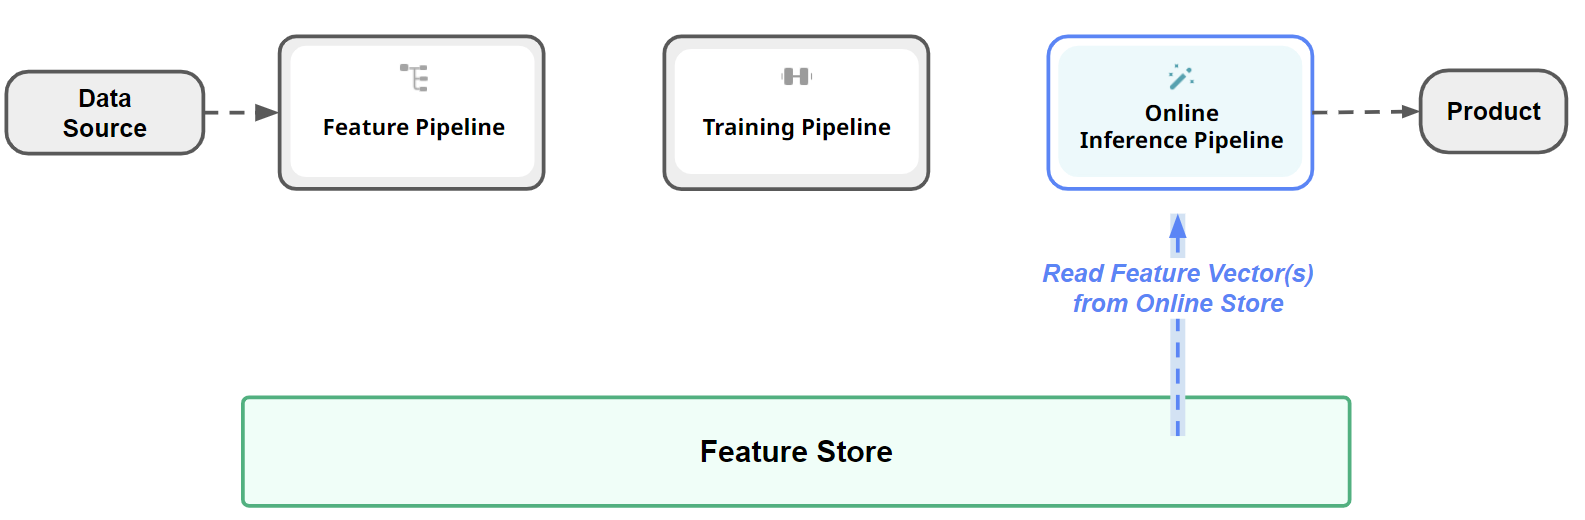 Data
Source
Feature Pipeline
Training Pipeline
Online
Inference Pipeline
Product
Read Feature Vector(s)
from Online Store
Feature Store